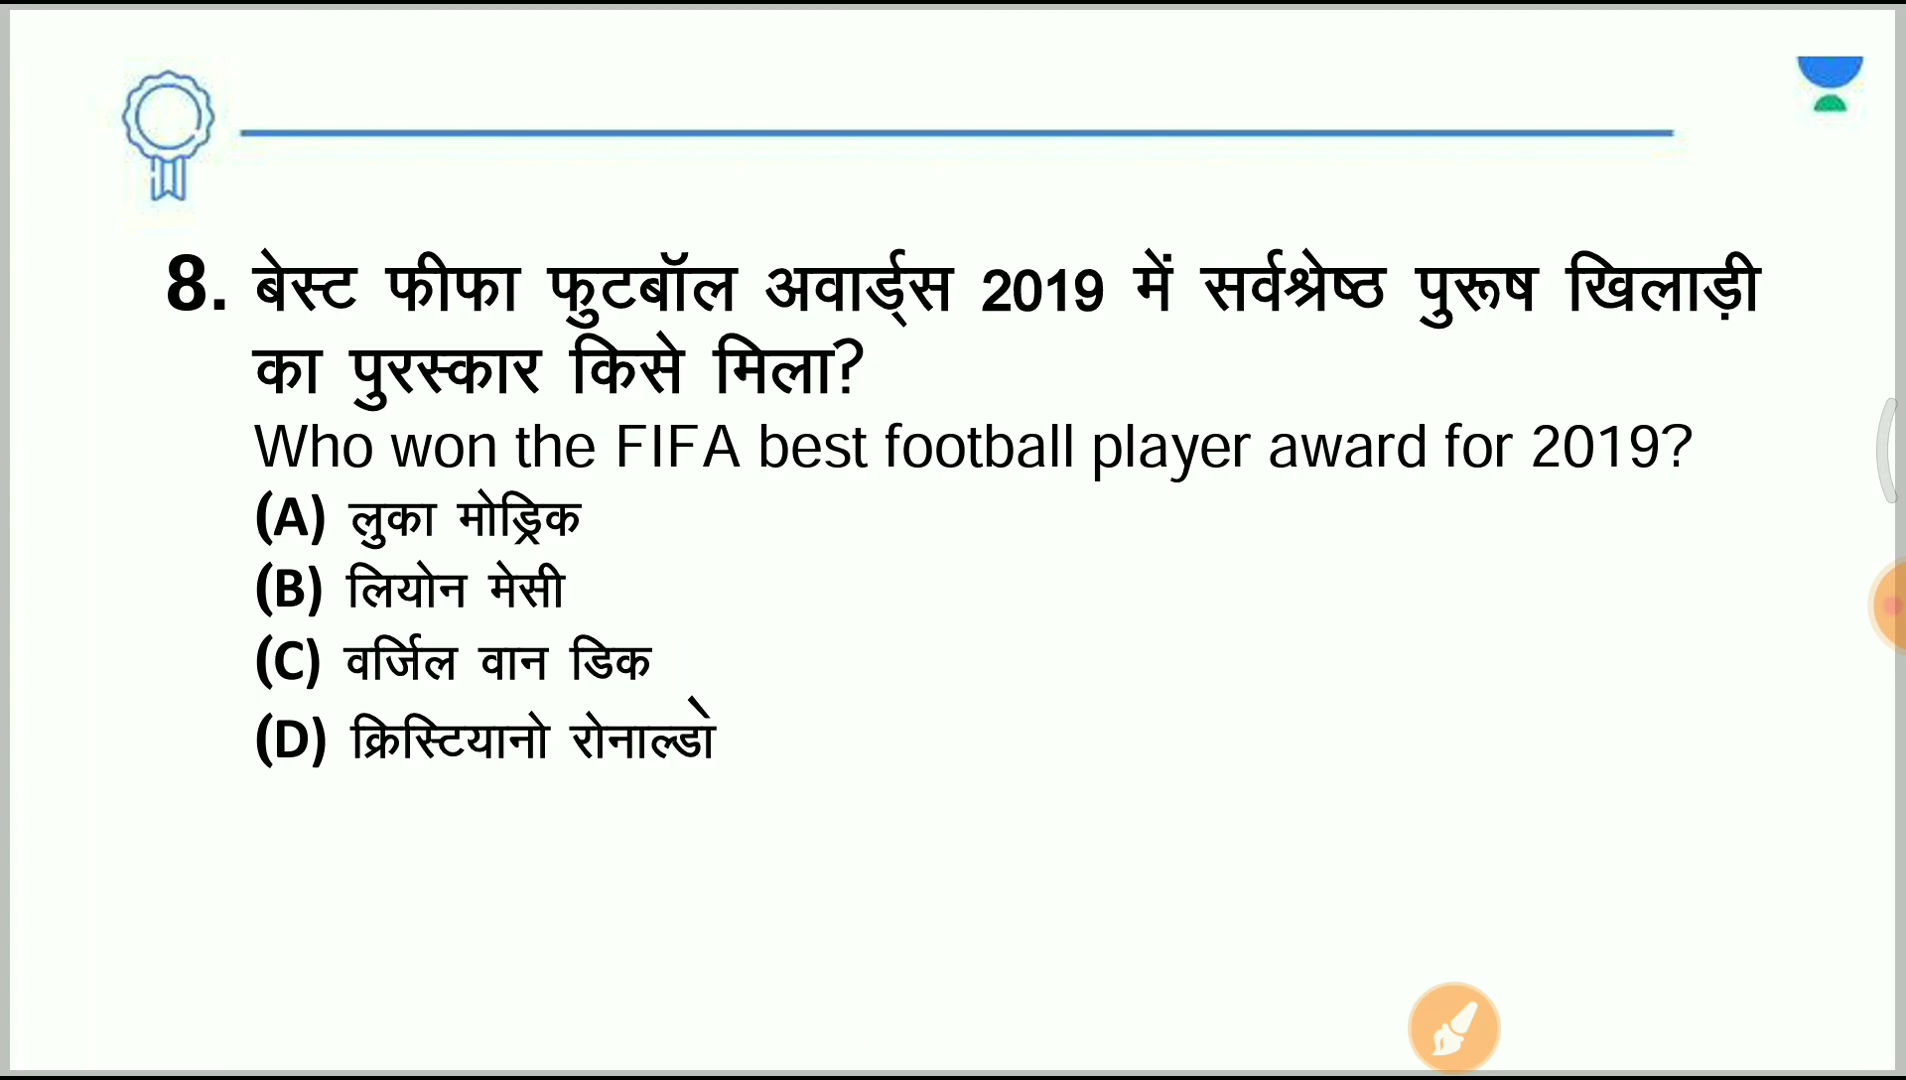 8. बेस्ट फीफा फुटबॉल अवार्ड्स 2019 में सर्वश्रेष्ठ पुरूष खिलाड़ी
का पुरस्कार किसे मिला?
Who won the FIFA best football player award for 2019?
(A) लुका मोड्रिक
(B) लियोन मेसी
(C) वर्जिल वान डिक
(D) क्रिस्टियानो रोनाल्डो